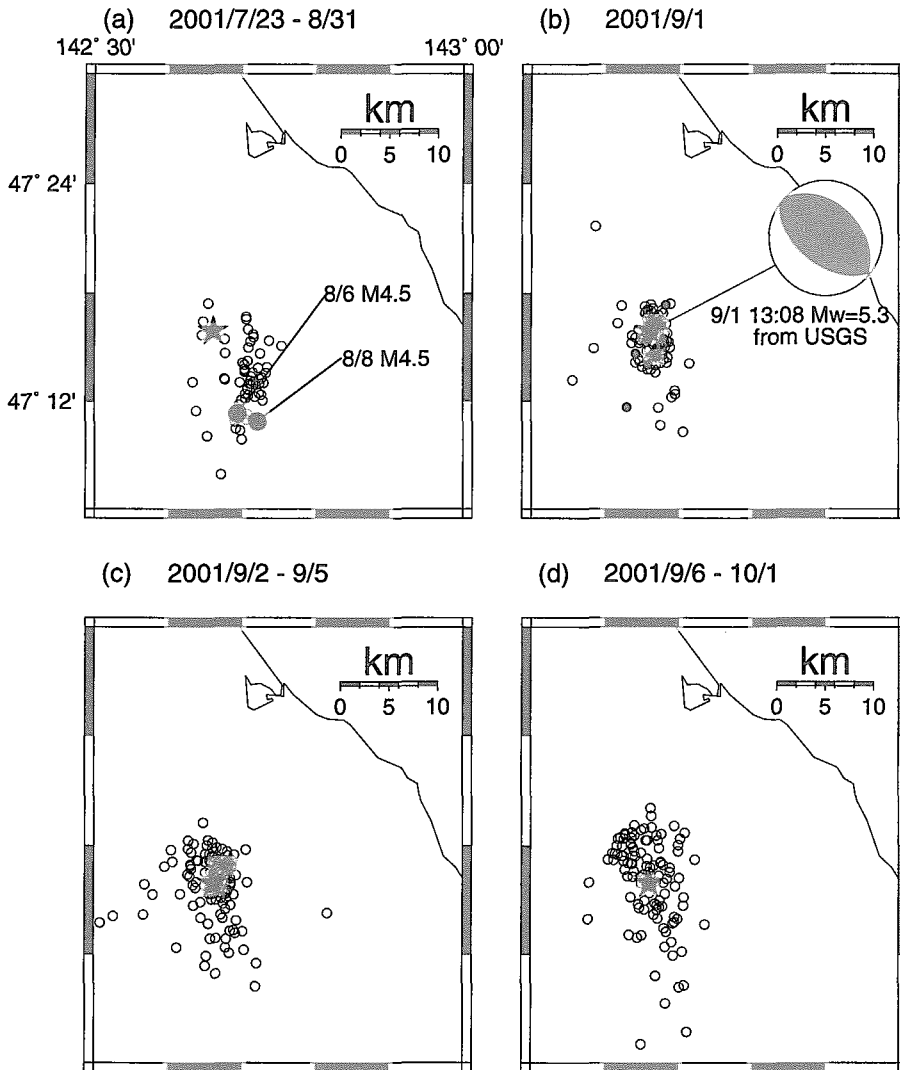 (a) 2001/7/23 - 8/31
(b) 2001/9/1
142° 30'
143° 00'
km
0 5 10
km
0 5 10
47° 24'
8/6 M4.5
8/8 M4.5
9/1 13:08 Mw=5.3
from USGS
47° 12'
(c) 2001/9/2 - 9/5
(d) 2001/9/6 - 10/1
km
0 5 10
km
0 5 10